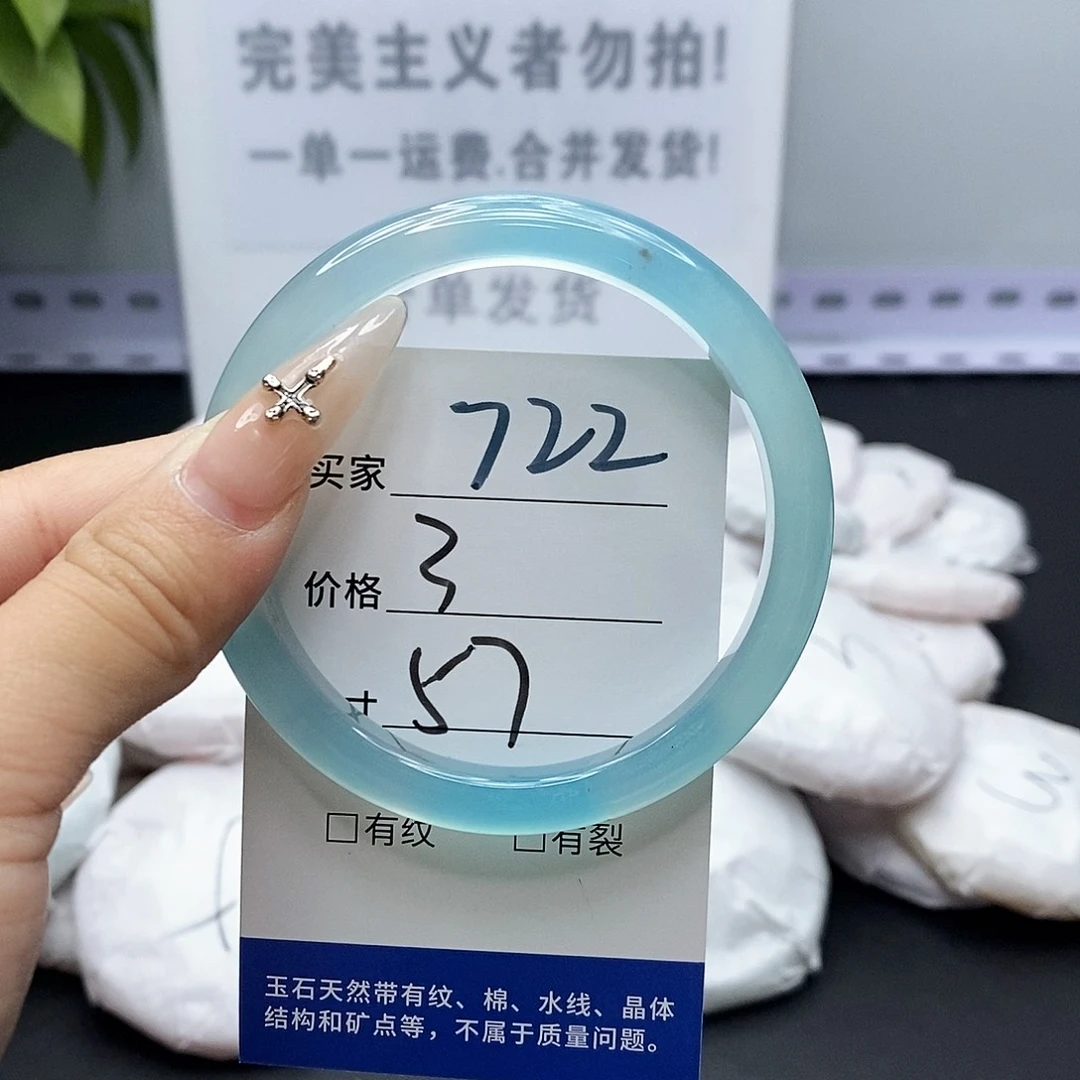 完美主义者勿拍!
一单一运费.合并发货!
单发货
买家 722
价格 3
寸 57
□有纹 □有裂
玉石天然带有纹、棉、水线、晶体
结构和矿点等，不属于质量问题。